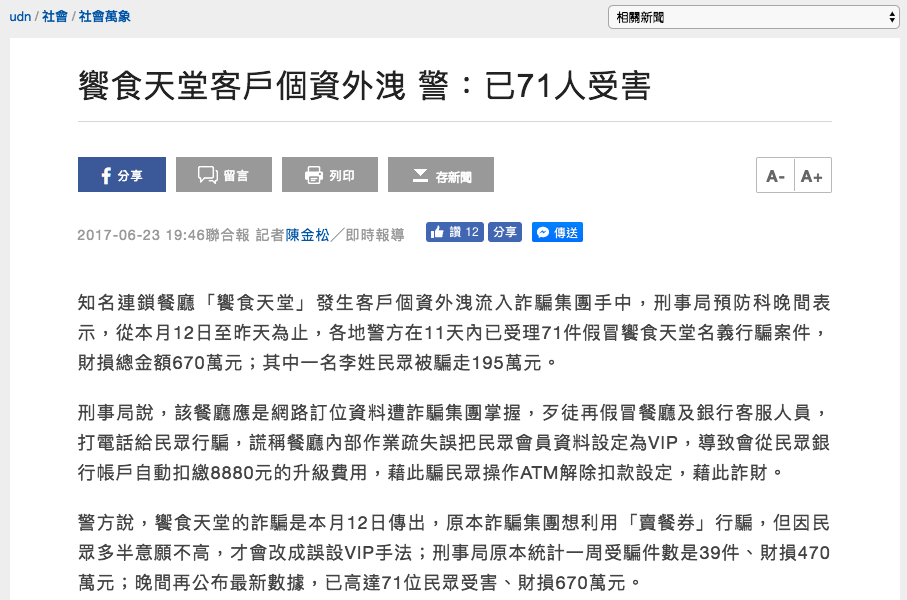 udn / 社會 / 社會萬象
相關新聞
饗食天堂客戶個資外洩 警：已71人受害
分享
留言
列印
存新聞
A- A+
2017-06-23 19:46聯合報 記者陳金松╱即時報導
讚 12 分享 傳送
知名連鎖餐廳「饗食天堂」發生客戶個資外洩流入詐騙集團手中，刑事局預防科晚間表
示，從本月12日至昨天為止，各地警方在11天內已受理71件假冒饗食天堂名義行騙案件，
財損總金額670萬元；其中一名李姓民眾被騙走195萬元。
刑事局說，該餐廳應是網路訂位資料遭詐騙集團掌握，歹徒再假冒餐廳及銀行客服人員，
打電話給民眾行騙，謊稱餐廳內部作業疏失誤把民眾會員資料設定為VIP，導致會從民眾銀
行帳戶自動扣繳8880元的升級費用，藉此騙民眾操作ATM解除扣款設定，藉此詐財。
警方說，饗食天堂的詐騙是本月12日傳出，原本詐騙集團想利用「賣餐券」行騙，但因民
眾多半意願不高，才會改成誤設VIP手法；刑事局原本統計一周受騙件數是39件、財損470
萬元；晚間再公布最新數據，已高達71位民眾受害、財損670萬元。